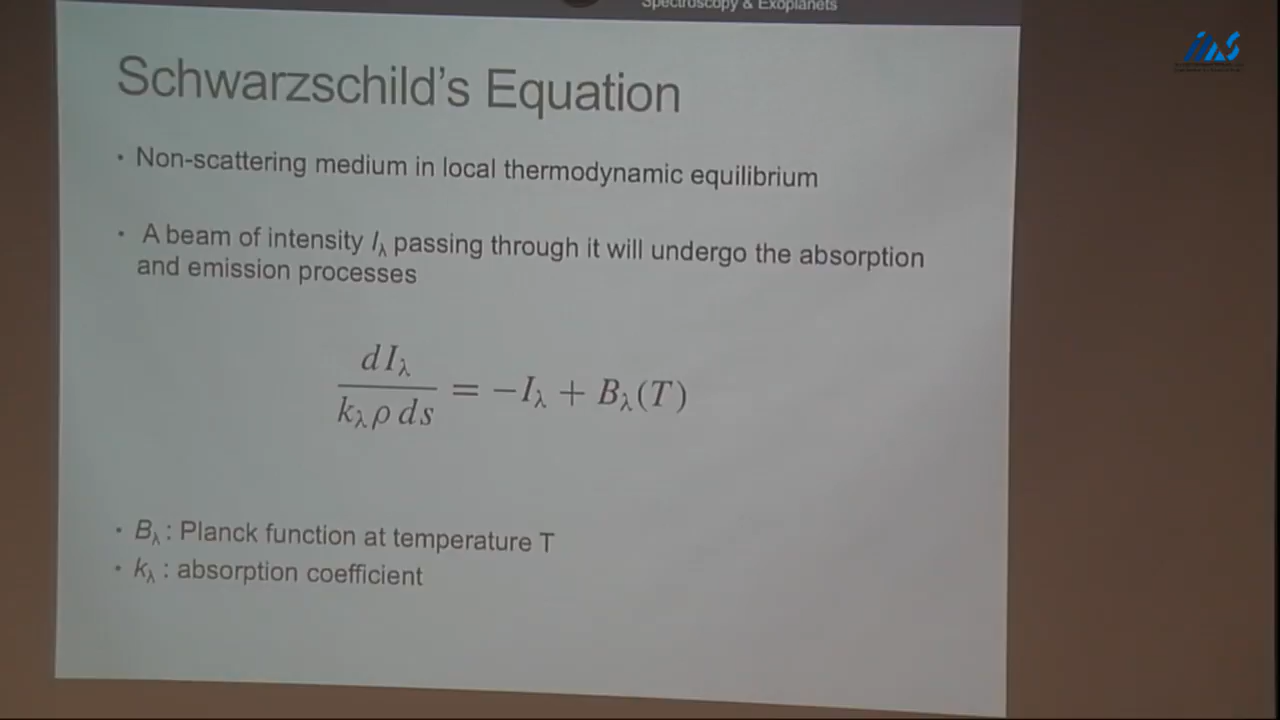 Spectroscopy & Exoplanets
Schwarzschild's Equation
• Non-scattering medium in local thermodynamic equilibrium
• A beam of intensity Iλ passing through it will undergo the absorption
and emission processes
dIλ / kλ ρ ds = −Iλ + Bλ(T)
• Bλ : Planck function at temperature T
• kλ : absorption coefficient